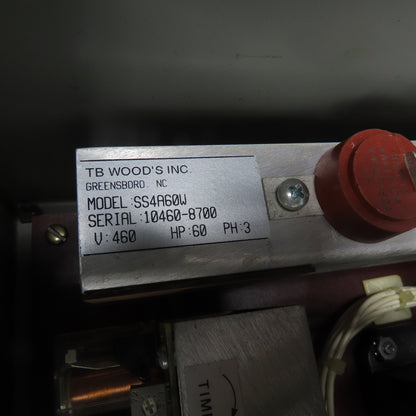 TB WOOD'S INC.
GREENSBORO. NC
MODEL:SS4A60W
SERIAL:10460-8700
V:460 HP:60 PH:3